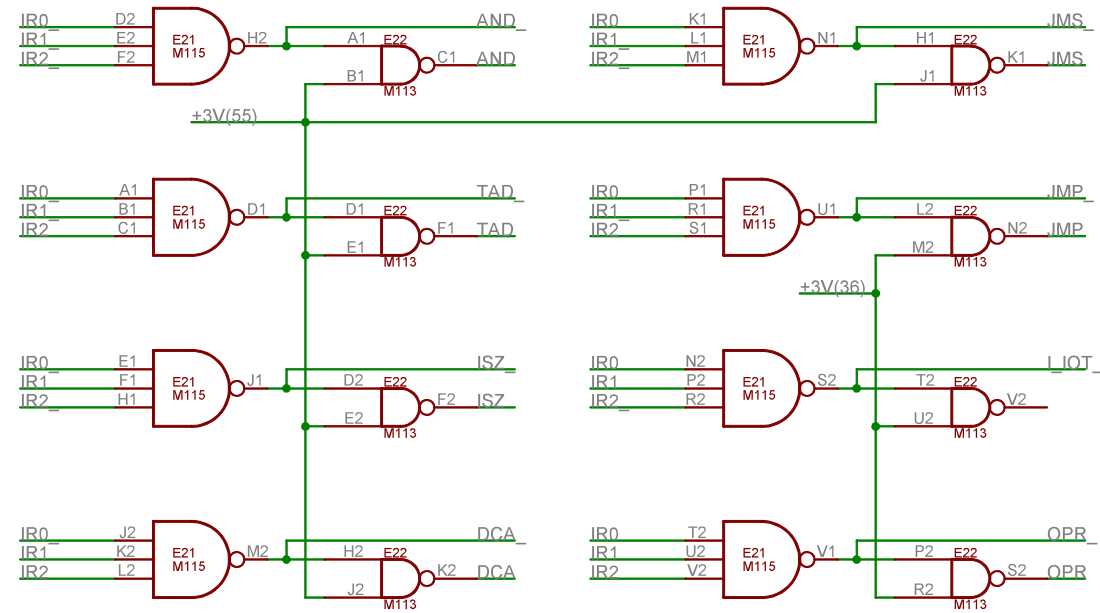 IR0_ D2 AND_ IR0 K1 JMS_
IR1_ E2 E21 H2 A1 E22 IR1_ L1 E21 N1 H1 E22
IR2_ F2 M115 C1 AND IR2_ M1 M115 K1 JMS
B1 M113 J1 M113
+3V(55)
IR0_ A1 TAD_ IR0 P1 JMP_
IR1_ B1 E21 D1 D1 E22 IR1_ R1 E21 U1 L2 E22
IR2 C1 M115 F1 TAD IR2 S1 M115 N2 JMP
E1 M113 M2 M113
+3V(36)
IR0_ E1 ISZ_ IR0 N2 I_IOT_
IR1 F1 E21 J1 D2 E22 IR1 P2 E21 S2 T2 E22
IR2_ H1 M115 F2 ISZ IR2_ R2 M115 V2
E2 M113 U2 M113
IR0_ J2 DCA_ IR0 T2 OPR_
IR1 K2 E21 M2 H2 E22 IR1 U2 E21 V1 P2 E22
IR2 L2 M115 K2 DCA IR2 V2 M115 S2 OPR
J2 M113 R2 M113